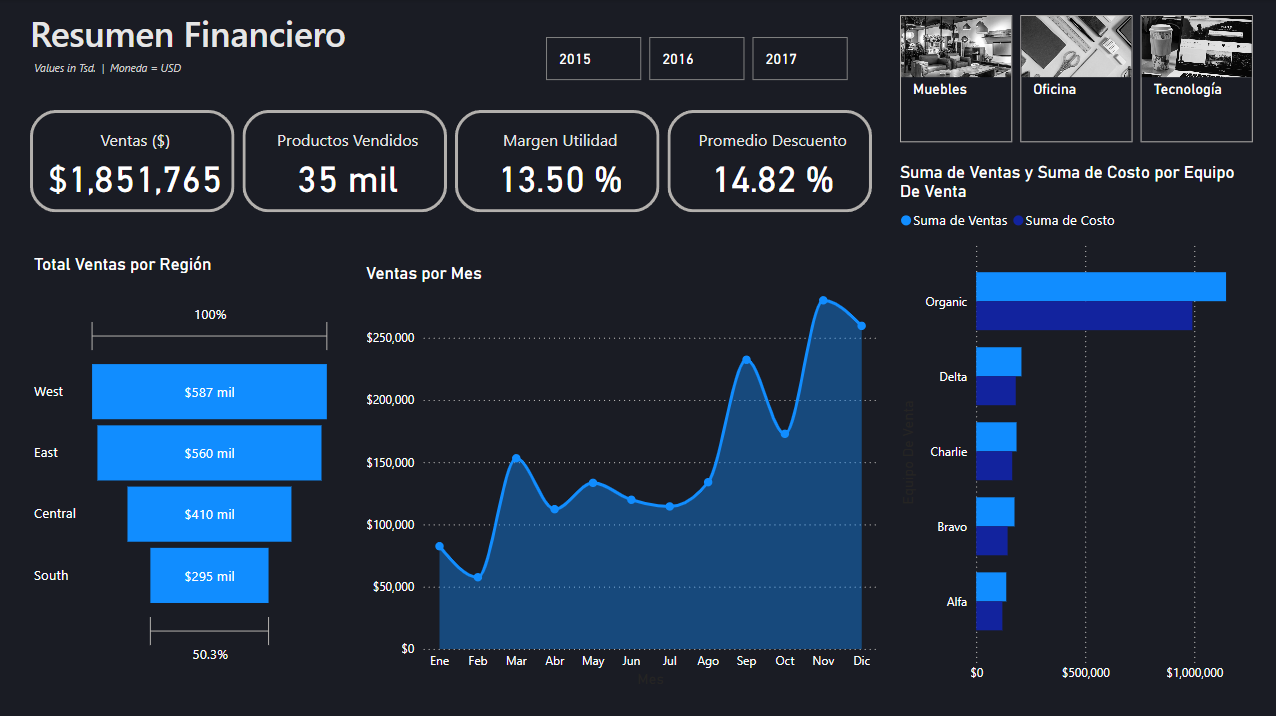 Resumen Financiero
Values in Tsd. | Moneda = USD
2015
2016
2017
Muebles
Oficina
Tecnología
Ventas ($)
$1,851,765
Productos Vendidos
35 mil
Margen Utilidad
13.50 %
Promedio Descuento
14.82 %
Total Ventas por Región
100%
West
$587 mil
East
$560 mil
Central
$410 mil
South
$295 mil
50.3%
Ventas por Mes
$250,000
$200,000
$150,000
$100,000
$50,000
$0
Ene Feb Mar Abr May Jun Jul Ago Sep Oct Nov Dic
Mes
Suma de Ventas y Suma de Costo por Equipo
De Venta
Suma de Ventas Suma de Costo
Equipo De Venta
Organic
Delta
Charlie
Bravo
Alfa
$0 $500,000 $1,000,000